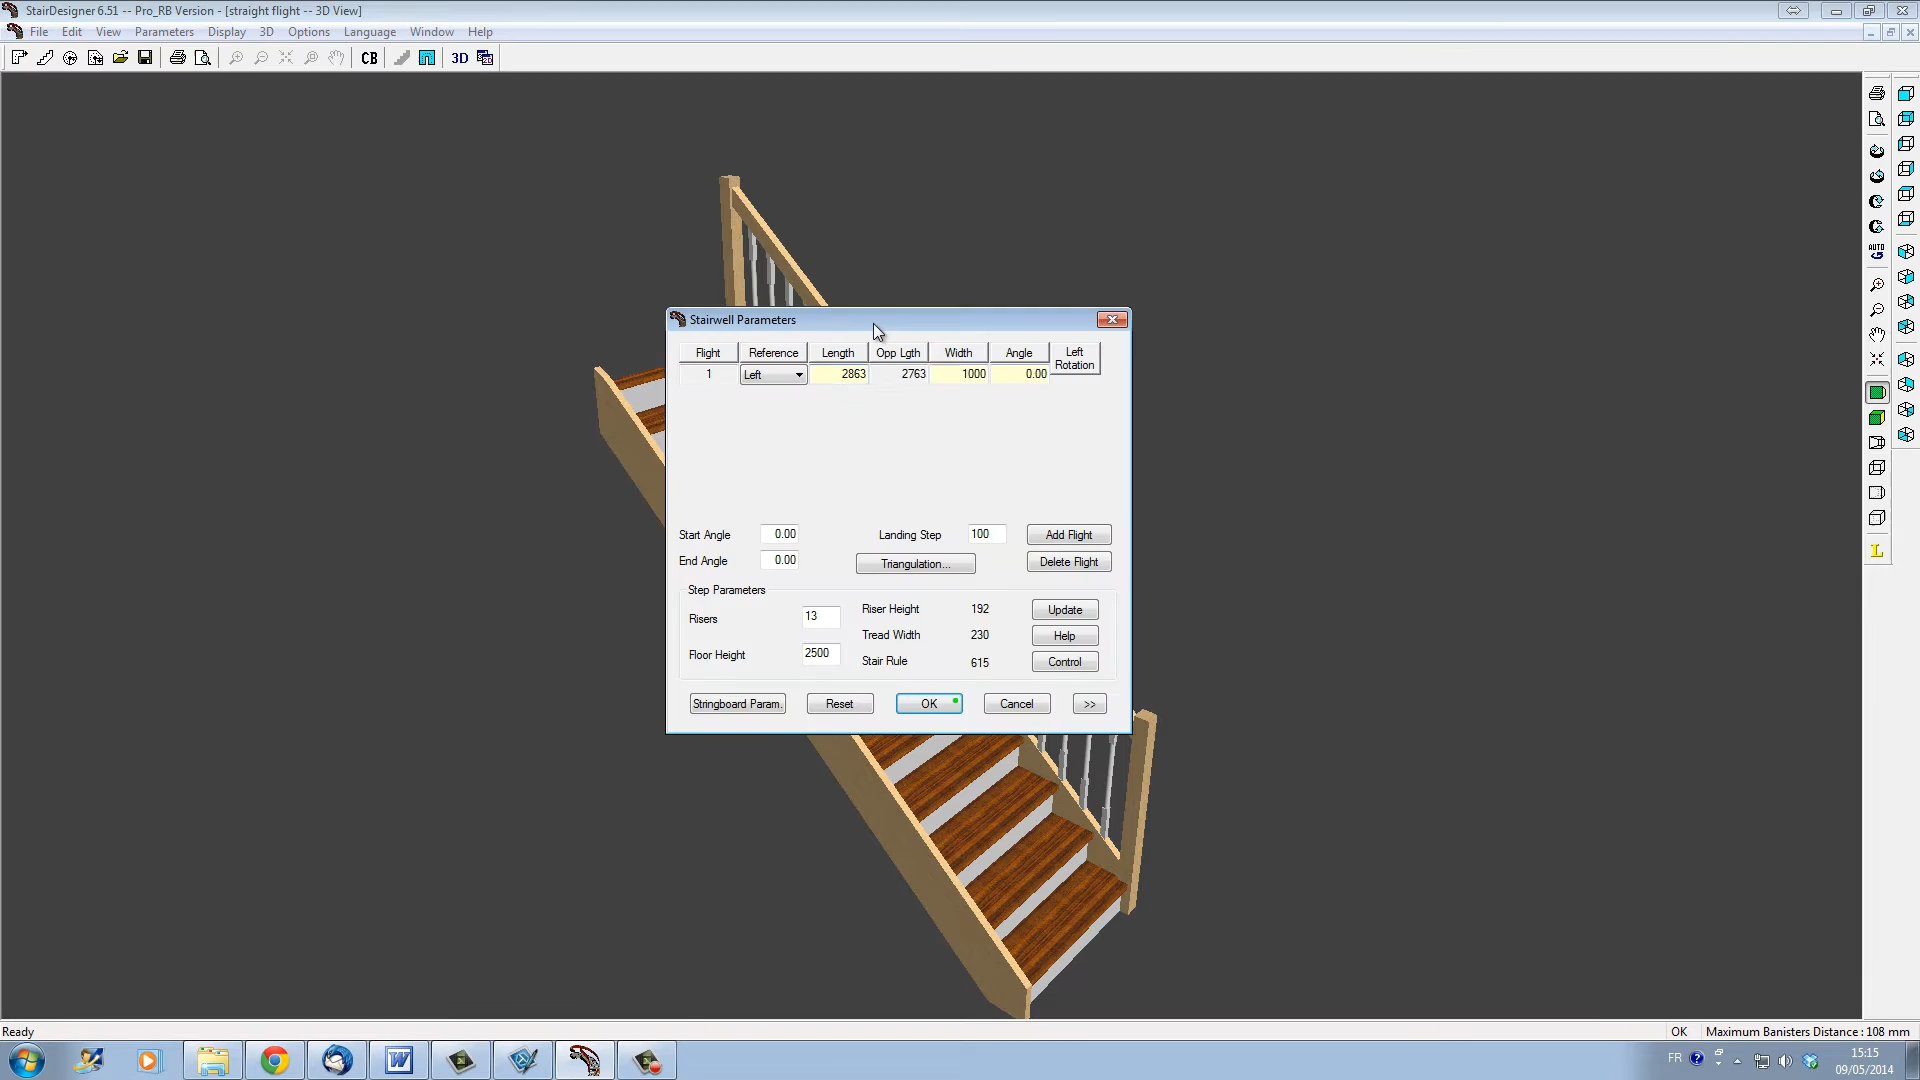 StairDesigner 6.51 -- Pro_RB Version - [straight flight -- 3D View]
File Edit View Parameters Display 3D Options Language Window Help
CB 3D
AUTO
L
Stairwell Parameters
Flight Reference Length Opp Lgth Width Angle Left Rotation
1 Left 2863 2763 1000 0.00
Start Angle 0.00 Landing Step 100 Add Flight
End Angle 0.00 Triangulation... Delete Flight
Step Parameters
Risers 13 Riser Height 192 Update
Tread Width 230 Help
Floor Height 2500 Stair Rule 615 Control
Stringboard Param. Reset OK Cancel >>
Ready OK Maximum Banisters Distance : 108 mm
W FR ? 15:15
09/05/2014